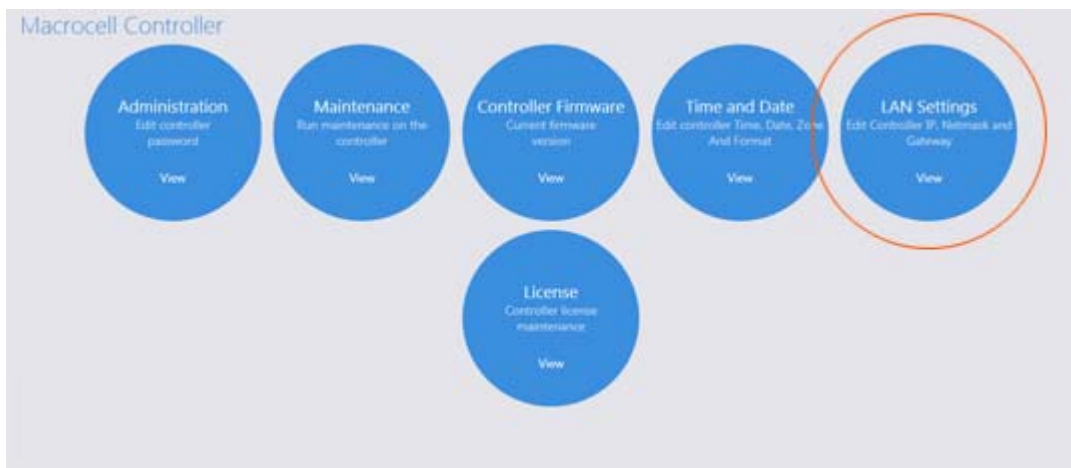 Macrocell Controller
Administration
Edit controller
password
View
Maintenance
Run maintenance on the
controller
View
Controller Firmware
Current firmware
version
View
Time and Date
Edit controller Time, Date, Zone
And Format
View
LAN Settings
Edit Controller IP, Netmask and
Gateway
View
License
Controller license
maintenance
View